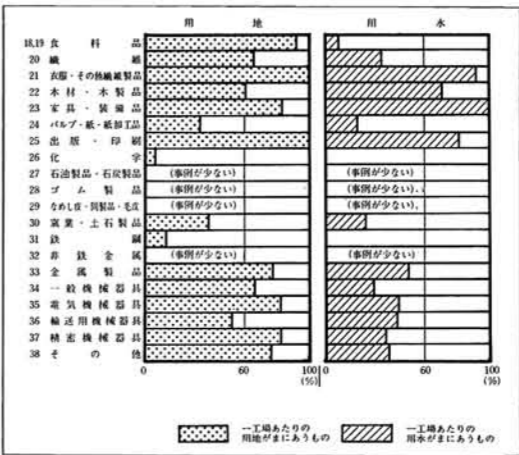 用 地 用 水
18,19 食料品
20 繊維
21 衣服・その他繊維製品
22 木材・木製品
23 家具・装備品
24 パルプ・紙・紙加工品
25 出版・印刷
26 化学
27 石油製品・石炭製品 (事例が少ない) (事例が少ない)
28 ゴム製品 (事例が少ない) (事例が少ない)
29 なめし皮・同製品・毛皮 (事例が少ない) (事例が少ない)
30 窯業・土石製品
31 鉄鋼
32 非鉄金属 (事例が少ない) (事例が少ない)
33 金属製品
34 一般機械器具
35 電気機械器具
36 輸送用機械器具
37 精密機械器具
38 その他
0 60 100 0 60 100
(%) (%)
一工場あたりの 一工場あたりの
用地がまにあうもの 用水がまにあうもの